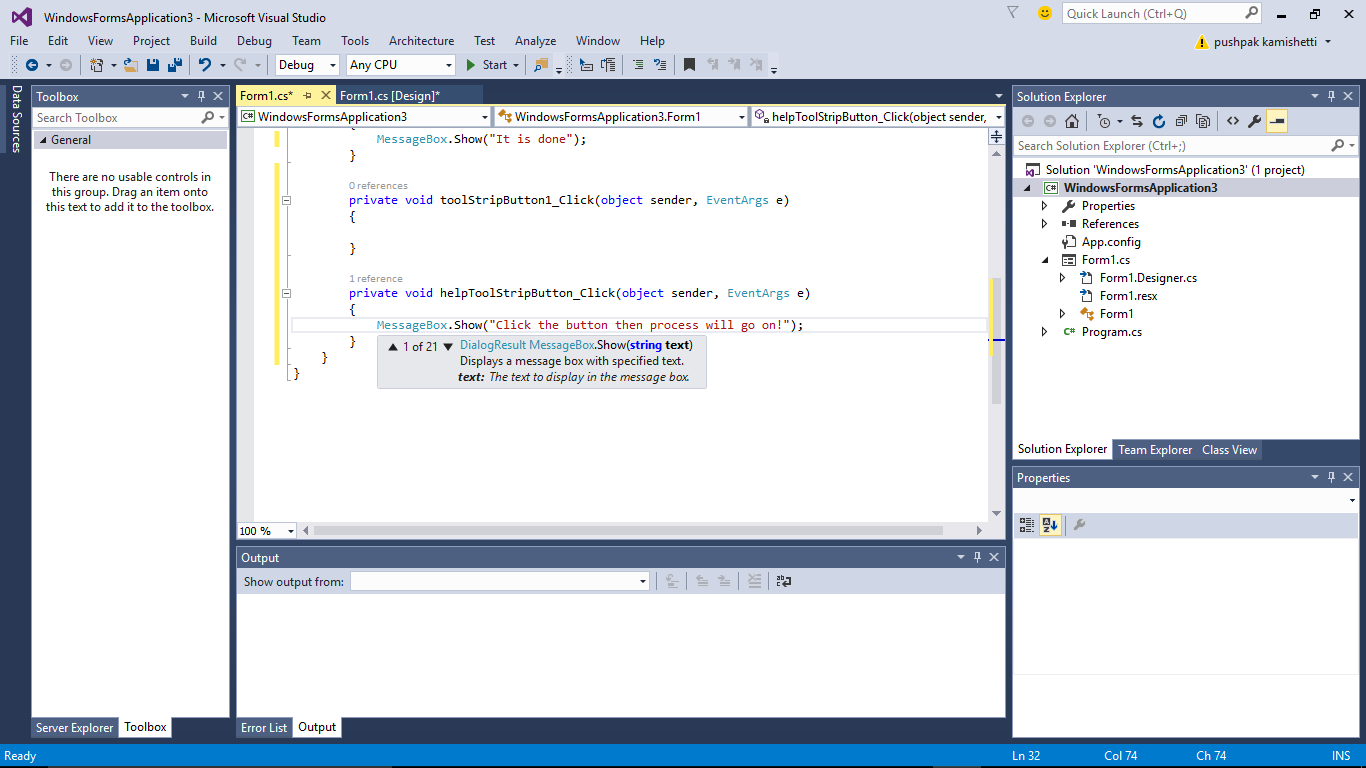 WindowsFormsApplication3 - Microsoft Visual Studio
Quick Launch (Ctrl+Q)
File Edit View Project Build Debug Team Tools Architecture Test Analyze Window Help
pushpak kamishetti
Debug Any CPU Start
Data Sources
Toolbox
Search Toolbox
General
There are no usable controls in
this group. Drag an item onto
this text to add it to the toolbox.
Server Explorer Toolbox
Form1.cs* Form1.cs [Design]*
WindowsFormsApplication3 WindowsFormsApplication3.Form1 helpToolStripButton_Click(object sender,
{
MessageBox.Show("It is done");
}
0 references
private void toolStripButton1_Click(object sender, EventArgs e)
{
}
1 reference
private void helpToolStripButton_Click(object sender, EventArgs e)
{
MessageBox.Show("Click the button then process will go on!");
}
1 of 21 DialogResult MessageBox.Show(string text)
Displays a message box with specified text.
text: The text to display in the message box.
}
}
100 %
Output
Show output from:
Error List Output
Solution Explorer
Search Solution Explorer (Ctrl+;)
Solution 'WindowsFormsApplication3' (1 project)
C# WindowsFormsApplication3
Properties
References
App.config
Form1.cs
Form1.Designer.cs
Form1.resx
Form1
C# Program.cs
Solution Explorer Team Explorer Class View
Properties
Ready Ln 32 Col 74 Ch 74 INS